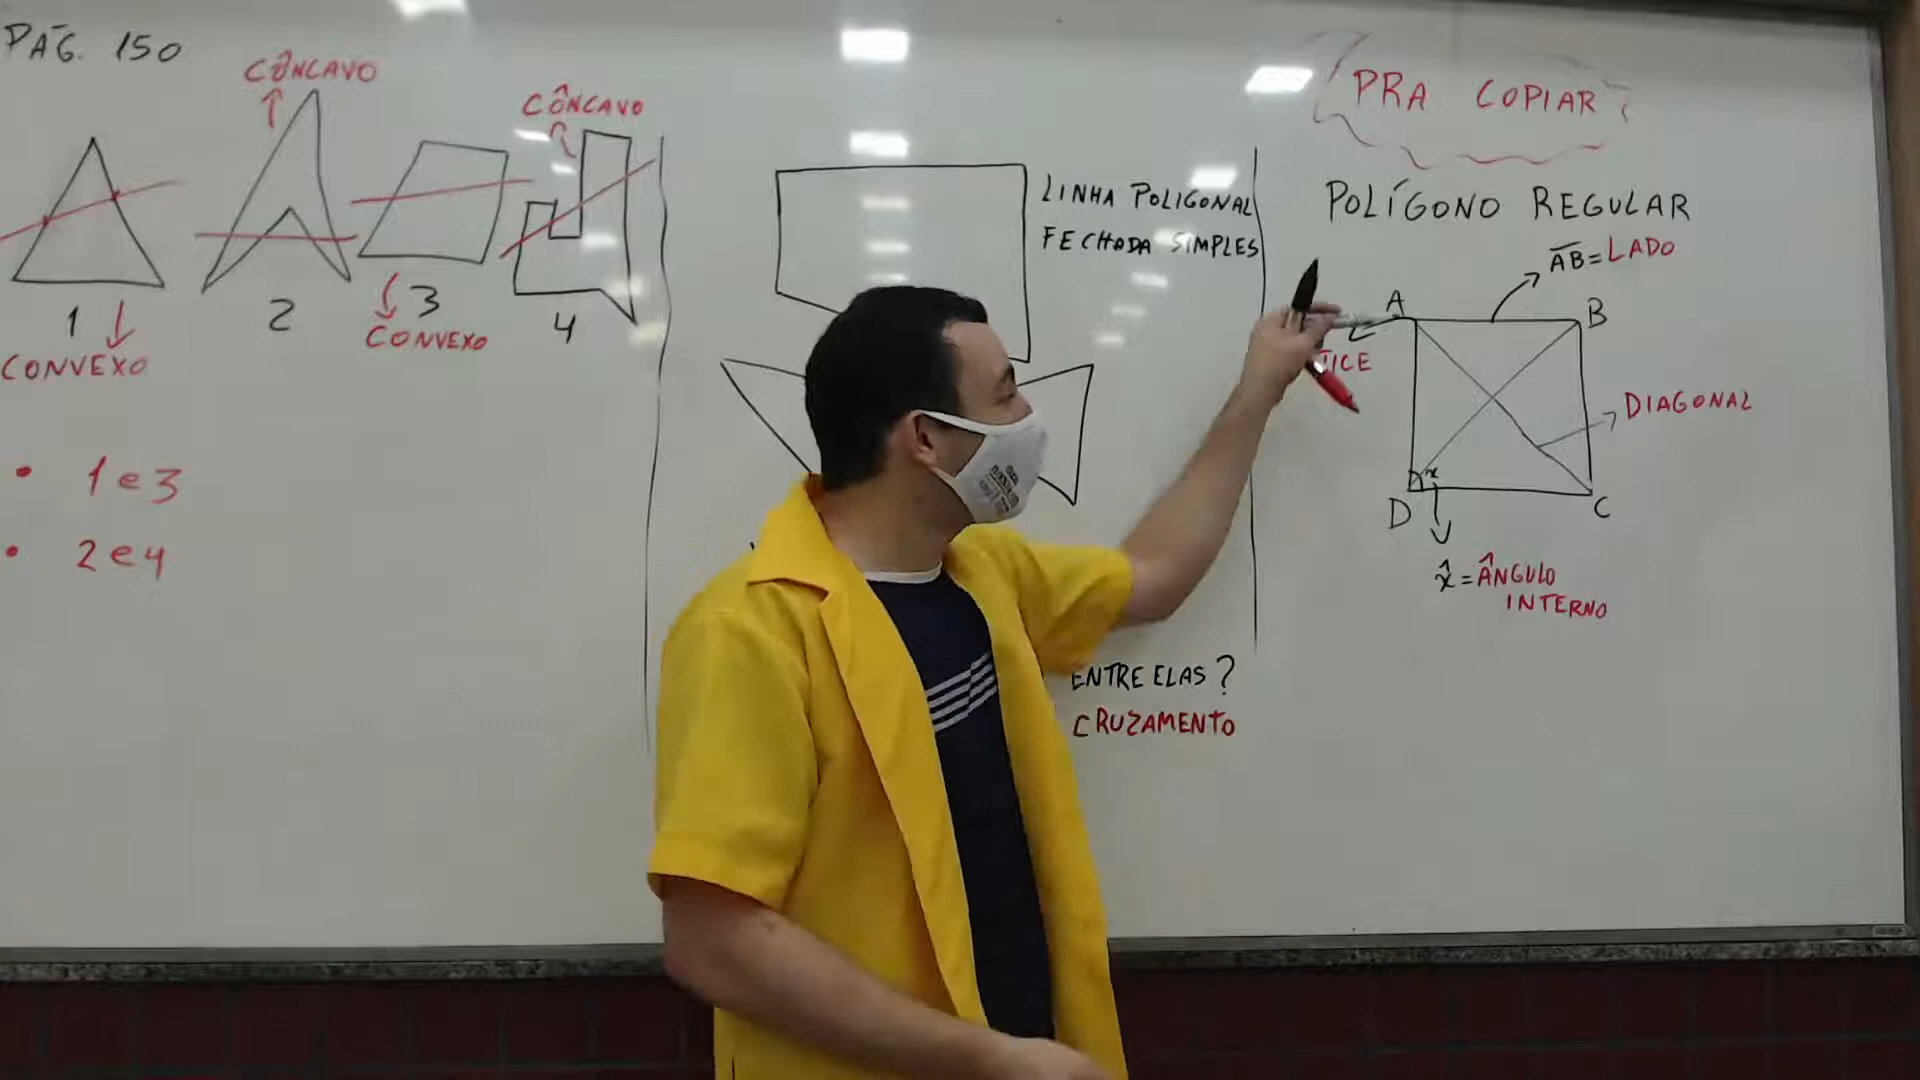 PÁG. 150
CÔNCAVO
CÔNCAVO
1
2
3
4
CONVEXO
CONVEXO
• 1 e 3
• 2 e 4
LINHA POLIGONAL
FECHADA SIMPLES
ENTRE ELAS?
CRUZAMENTO
PRA COPIAR
POLÍGONO REGULAR
AB = LADO
A
B
TICE
DIAGONAL
x
D
C
x̂ = ÂNGULO
INTERNO